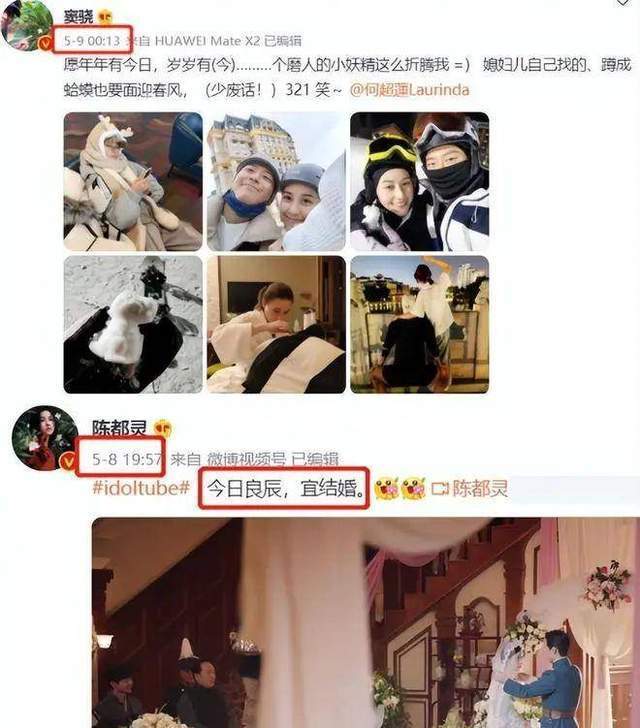 窦骁
5-9 00:13 来自 HUAWEI Mate X2 已编辑
愿年年有今日，岁岁有(今)………个磨人的小妖精这么折腾我 =） 媳妇儿自己找的、蹲成
蛤蟆也要面迎春风，（少废话！）321 笑~ @何超蓮Laurinda
陈都灵
5-8 19:57 来自 微博视频号 已编辑
#idoltube# 今日良辰，宜结婚。 陈都灵